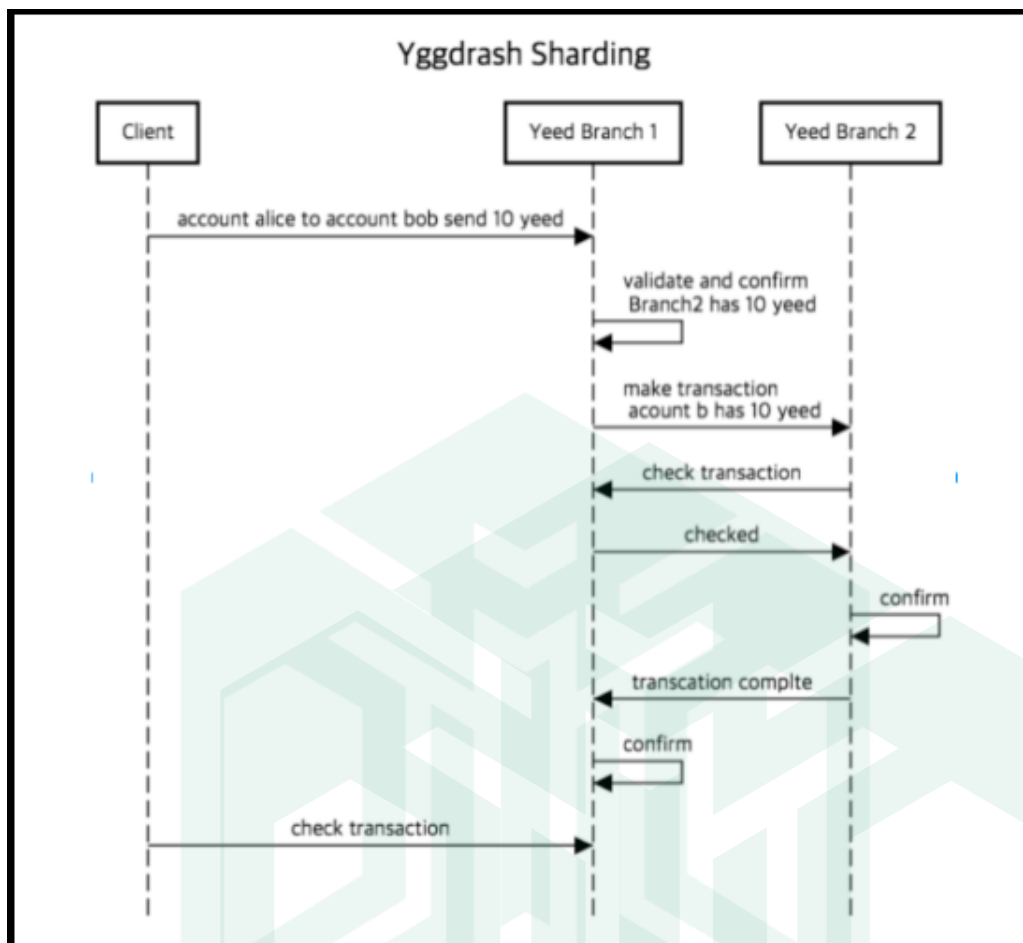 Yggdrash Sharding
Client
Yeed Branch 1
Yeed Branch 2
account alice to account bob send 10 yeed
validate and confirm
Branch2 has 10 yeed
make transaction
acount b has 10 yeed
check transaction
checked
confirm
transcation complte
confirm
check transaction